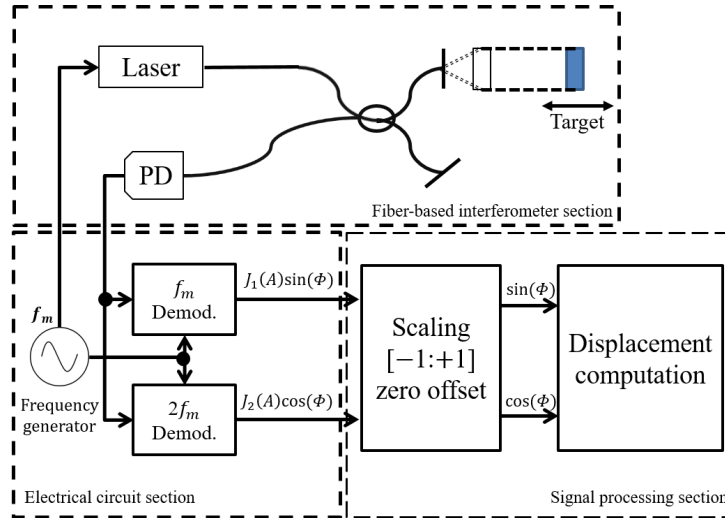 Laser
Target
PD
Fiber-based interferometer section
f_m
Frequency
generator
f_m
Demod.
J_1(A)sin(Φ)
2f_m
Demod.
J_2(A)cos(Φ)
Electrical circuit section
Scaling
[−1:+1]
zero offset
sin(Φ)
cos(Φ)
Displacement
computation
Signal processing section